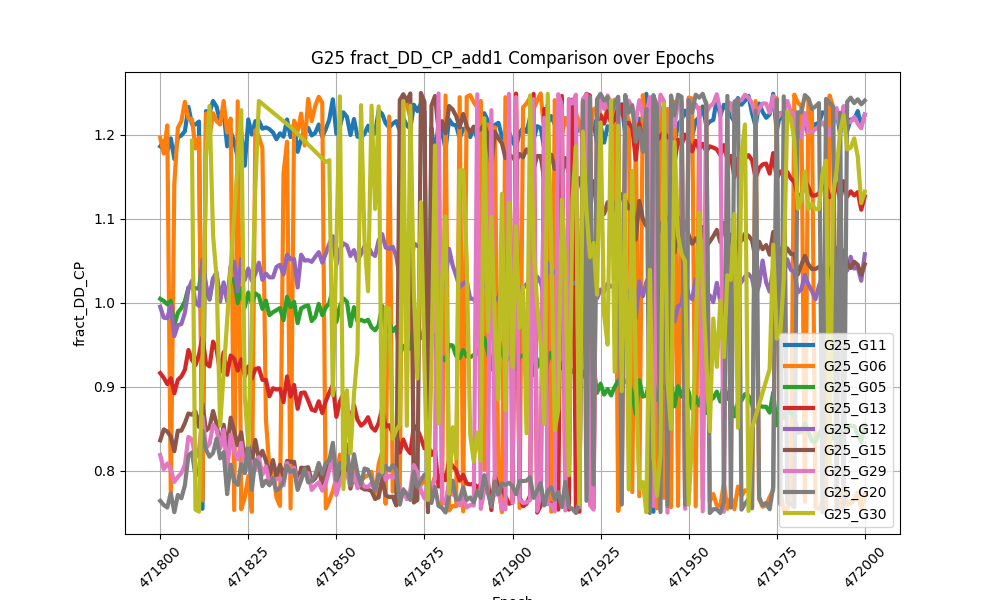 G25 fract_DD_CP_add1 Comparison over Epochs
fract_DD_CP
1.2
1.1
1.0
0.9
0.8
G25_G11
G25_G06
G25_G05
G25_G13
G25_G12
G25_G15
G25_G29
G25_G20
G25_G30
471800
471825
471850
471875
471900
471925
471950
471975
472000
Epoch